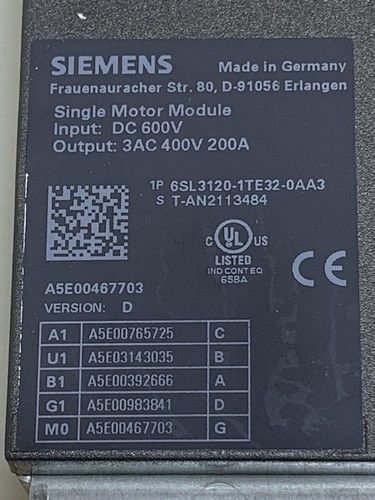 SIEMENS Made in Germany
Frauenauracher Str. 80, D-91056 Erlangen
Single Motor Module
Input: DC 600V
Output: 3AC 400V 200A
1P 6SL3120-1TE32-0AA3
S T-AN2113484
C UL US
LISTED
IND CONT EQ
65BA
CE
A5E00467703
VERSION: D
A1 A5E00765725 C
U1 A5E03143035 B
B1 A5E00392666 A
G1 A5E00983841 D
M0 A5E00467703 G